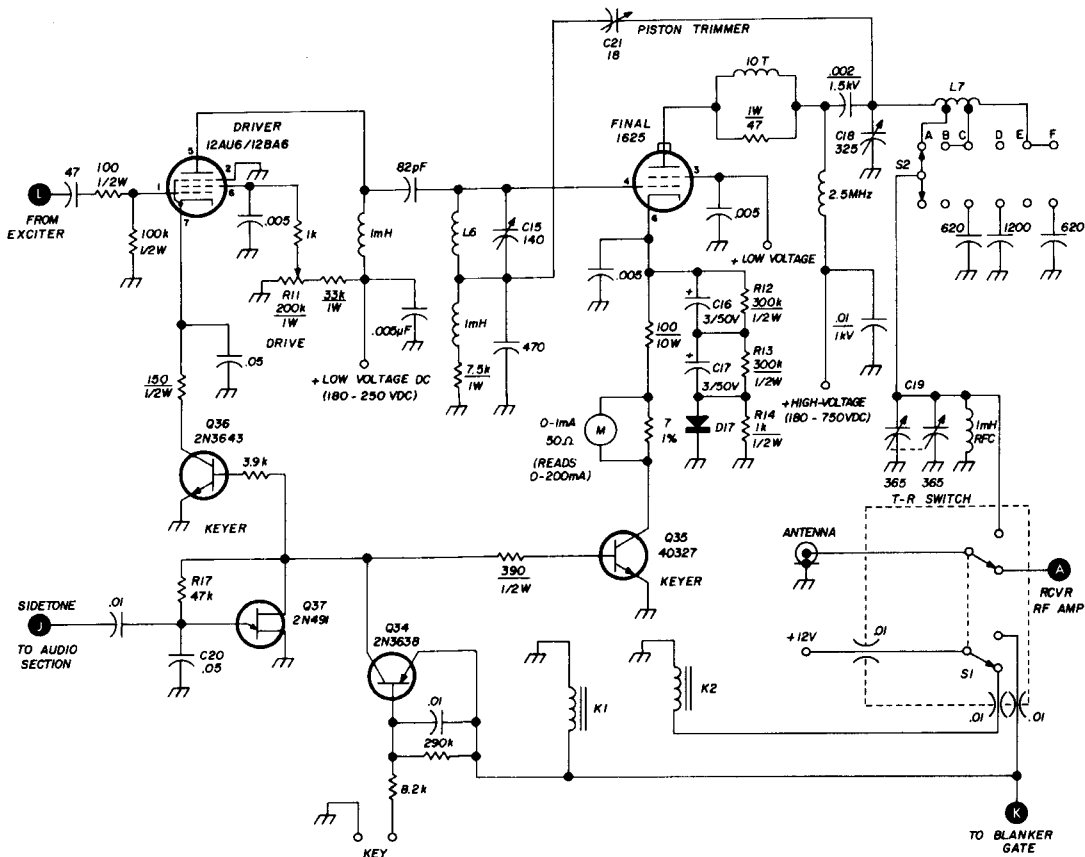 C21
18
PISTON TRIMMER
10 T
1W
47
.002
1.5kV
L7
C18
325
S2
A
B
C
D
E
F
620
1200
620
DRIVER
12AU6/12BA6
FINAL
1625
L
FROM
EXCITER
47
100
1/2W
100k
1/2W
1
5
2
6
7
.005
1k
R11
200k
1W
DRIVE
33k
1W
1mH
.005µF
+ LOW VOLTAGE DC
(180 - 250 VDC)
82pF
L6
C15
140
1mH
7.5k
1W
470
4
3
6
.005
+ LOW VOLTAGE
2.5MHz
.01
1kV
+HIGH-VOLTAGE
(180 - 750VDC)
.005
100
10W
C16
3/50V
C17
3/50V
D17
R12
300k
1/2W
R13
300k
1/2W
R14
1k
1/2W
0-1mA
50Ω
M
(READS
0-200mA)
7
1%
C19
365
365
1mH
RFC
T-R SWITCH
.05
150
1/2W
Q36
2N3643
3.9k
KEYER
Q35
40327
KEYER
390
1/2W
ANTENNA
A
RCVR
RF AMP
+12V
.01
S1
.01
.01
SIDETONE
J
TO AUDIO
SECTION
.01
R17
47k
C20
.05
Q37
2N491
Q34
2N3638
.01
290k
8.2k
KEY
K1
K2
K
TO BLANKER
GATE